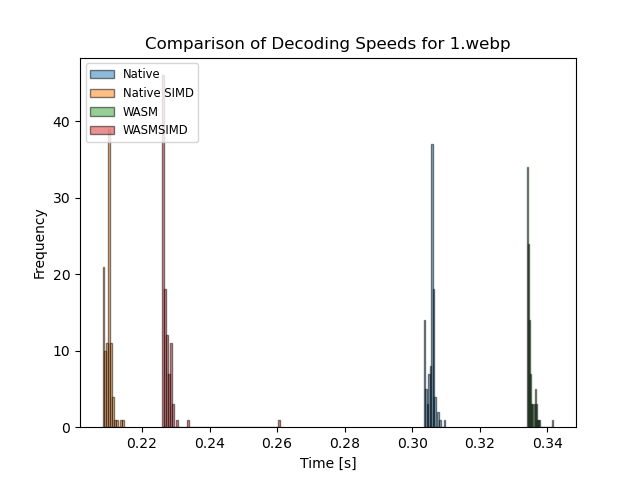 Comparison of Decoding Speeds for 1.webp
Native
Native SIMD
WASM
WASMSIMD
40
30
20
10
0
Frequency
0.22 0.24 0.26 0.28 0.30 0.32 0.34
Time [s]